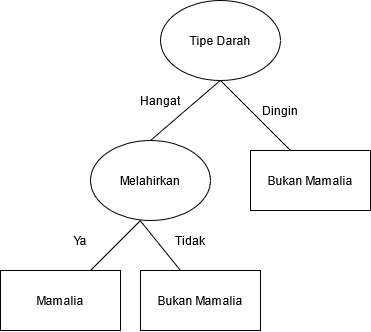 Tipe Darah
Hangat
Dingin
Melahirkan
Bukan Mamalia
Ya
Tidak
Mamalia
Bukan Mamalia